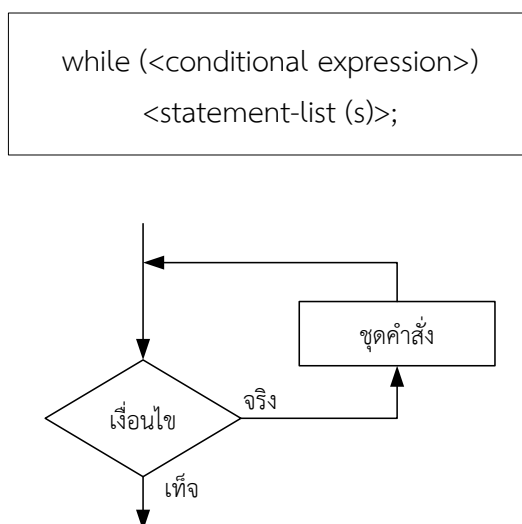 while (<conditional expression>)
<statement-list (s)>;
ชุดคำสั่ง
เงื่อนไข
จริง
เท็จ